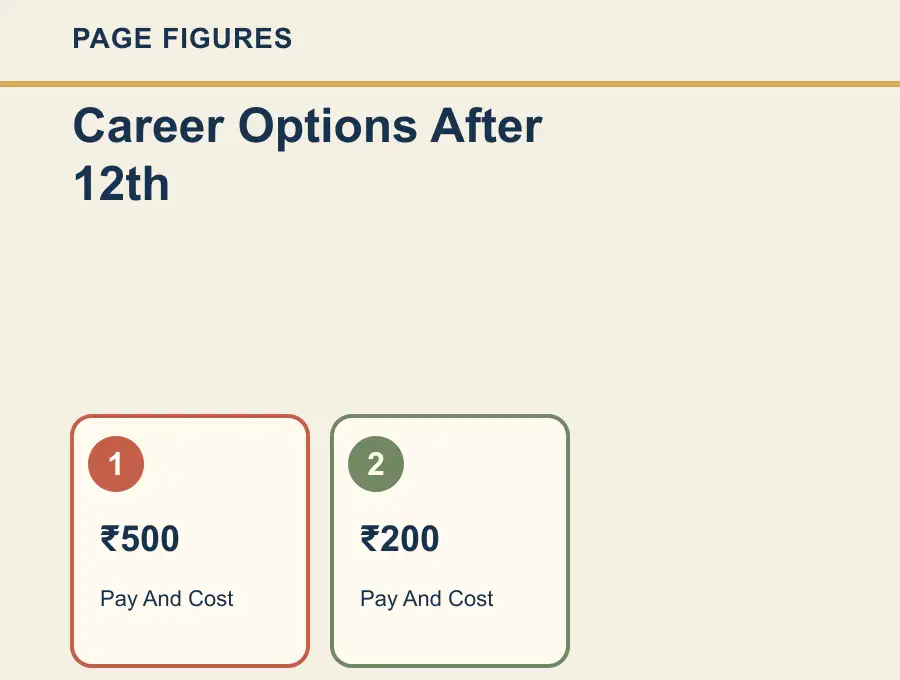 PAGE FIGURES
Career Options After
12th
1
₹500
Pay And Cost
2
₹200
Pay And Cost